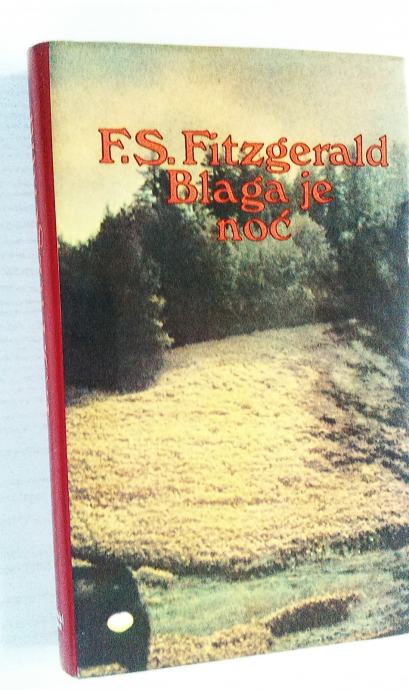 F. S. Fitzgerald
Blaga je
noć